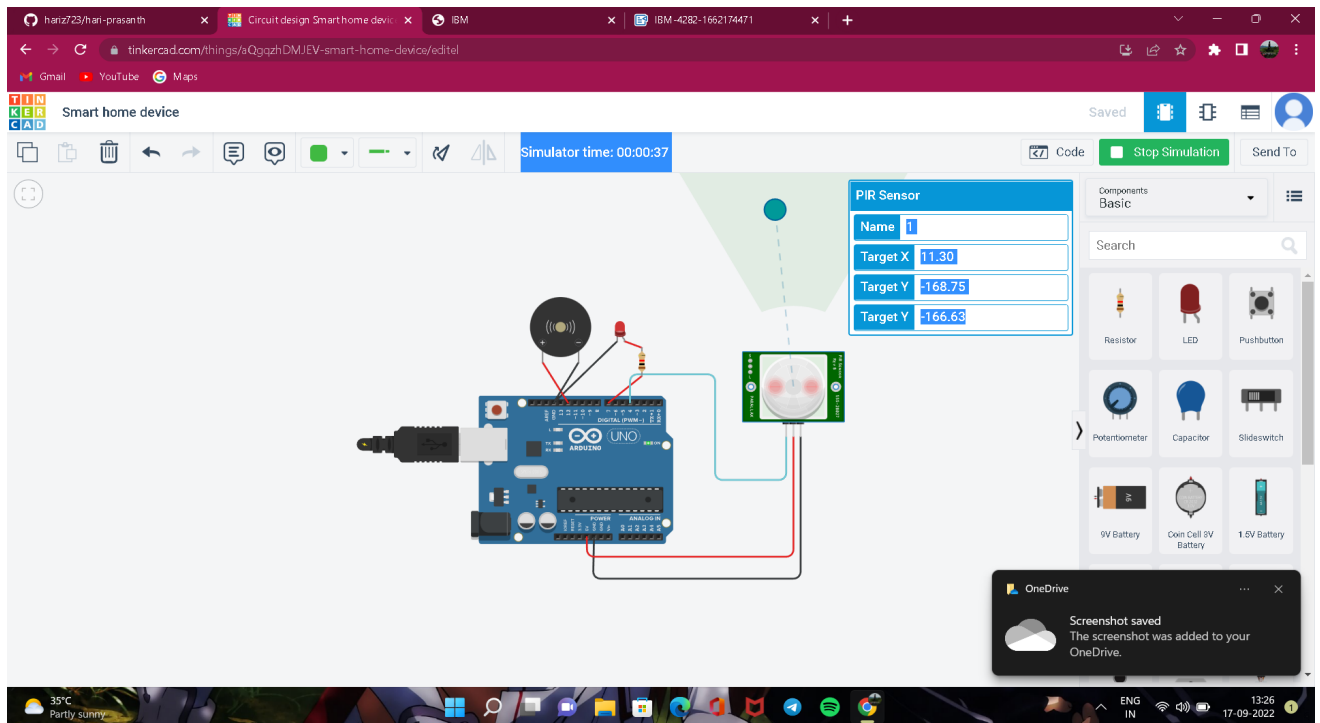 hariz723/hari-prasanth
Circuit design Smart home devic
IBM
IBM-4282-1662174471
tinkercad.com/things/aQgqzhDMJEV-smart-home-device/editel
Gmail
YouTube
Maps
TIN
KER
CAD
Smart home device
Saved
Simulator time: 00:00:37
Code
Stop Simulation
Send To
PIR Sensor
Name 1
Target X 11.30
Target Y -168.75
Target Y -166.63
Components
Basic
Search
Resistor
LED
Pushbutton
Potentiometer
Capacitor
Slideswitch
9V Battery
Coin Cell 3V
Battery
1.5V Battery
DIGITAL (PWM~)
UNO
ARDUINO
POWER
ANALOG IN
OneDrive
Screenshot saved
The screenshot was added to your
OneDrive.
35°C
Partly sunny
ENG
IN
13:26
17-09-2022
1